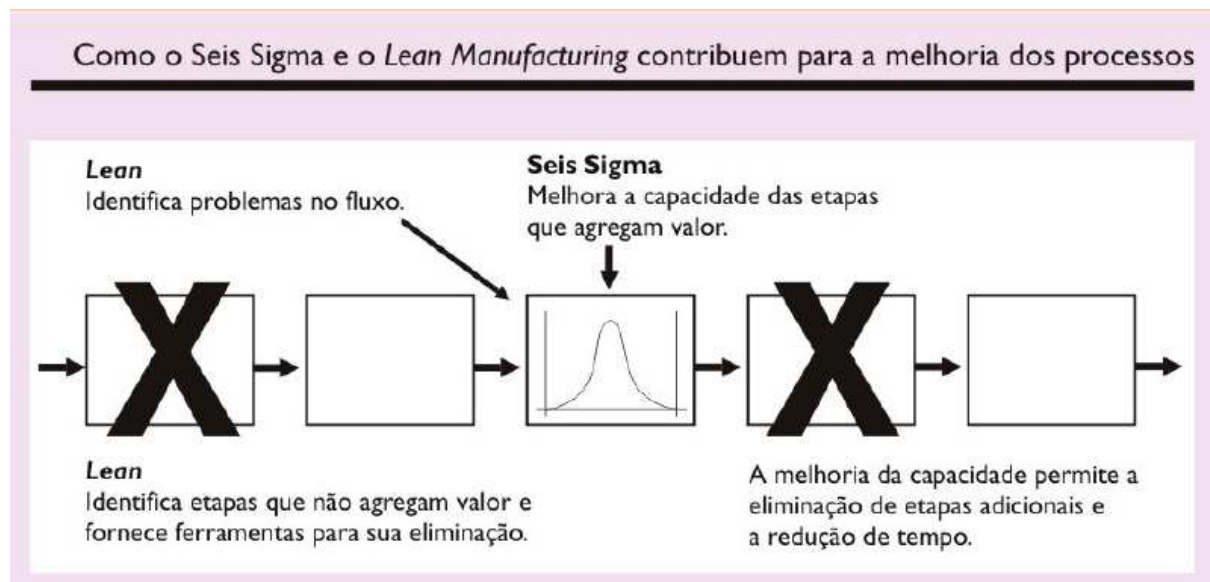 Como o Seis Sigma e o Lean Manufacturing contribuem para a melhoria dos processos
Lean
Identifica problemas no fluxo.
Seis Sigma
Melhora a capacidade das etapas
que agregam valor.
Lean
Identifica etapas que não agregam valor e
fornece ferramentas para sua eliminação.
A melhoria da capacidade permite a
eliminação de etapas adicionais e
a redução de tempo.